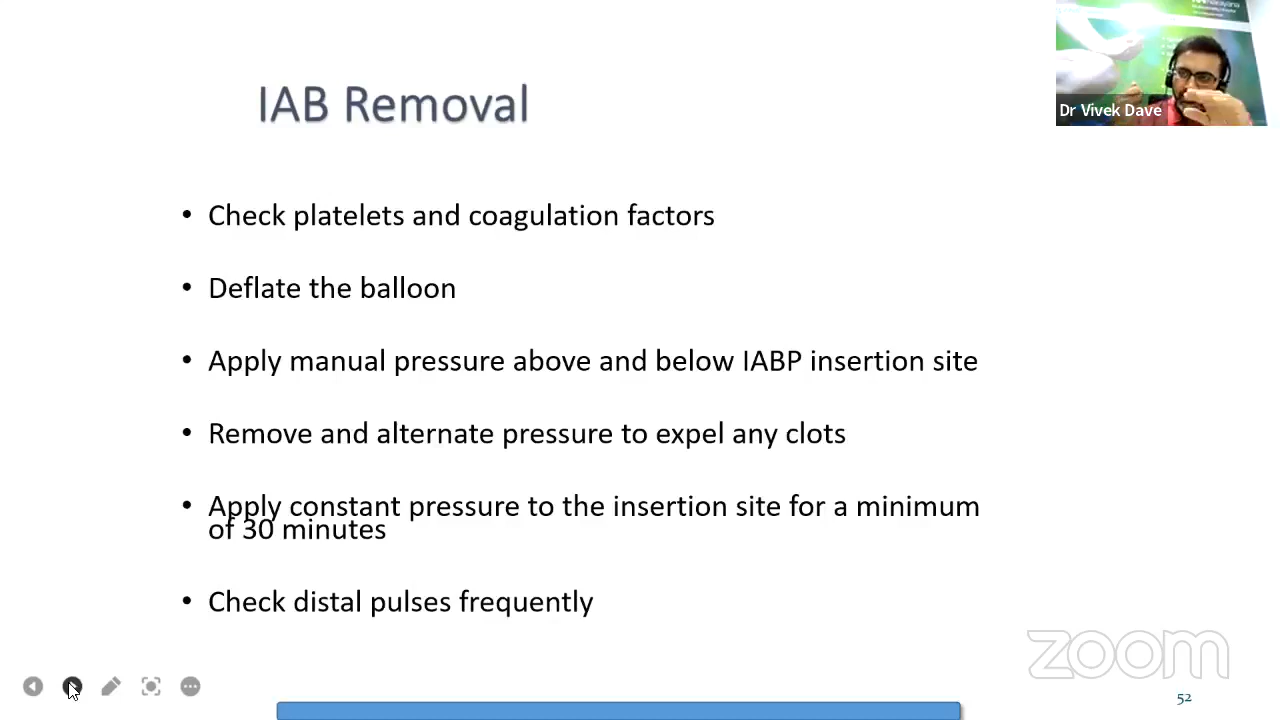 IAB Removal
Dr Vivek Dave
• Check platelets and coagulation factors
• Deflate the balloon
• Apply manual pressure above and below IABP insertion site
• Remove and alternate pressure to expel any clots
• Apply constant pressure to the insertion site for a minimum
of 30 minutes
• Check distal pulses frequently
zoom
52